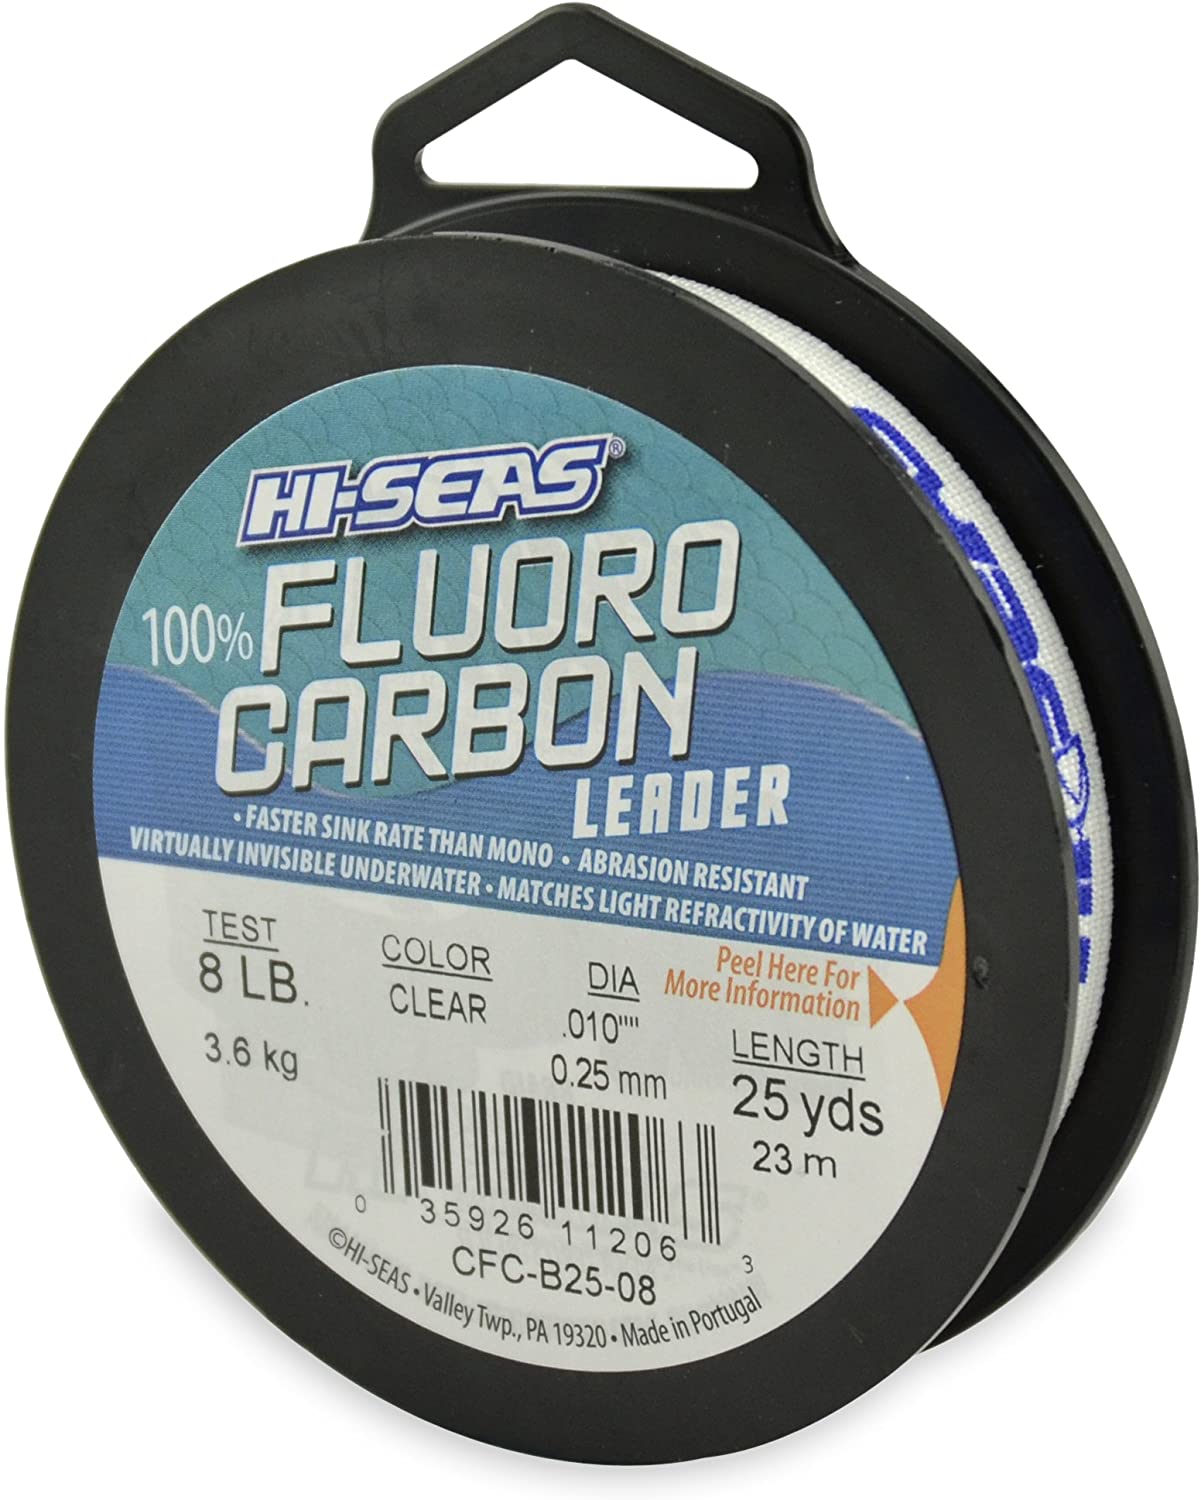 HI-SEAS®
100% FLUORO
CARBON
LEADER
• FASTER SINK RATE THAN MONO • ABRASION RESISTANT
VIRTUALLY INVISIBLE UNDERWATER • MATCHES LIGHT REFRACTIVITY OF WATER
Peel Here For
More Information
TEST
8 LB.
3.6 kg
COLOR
CLEAR
DIA
.010""
0.25 mm
LENGTH
25 yds
23 m
0 35926 11206 3
CFC-B25-08
©HI-SEAS • Valley Twp., PA 19320 • Made in Portugal